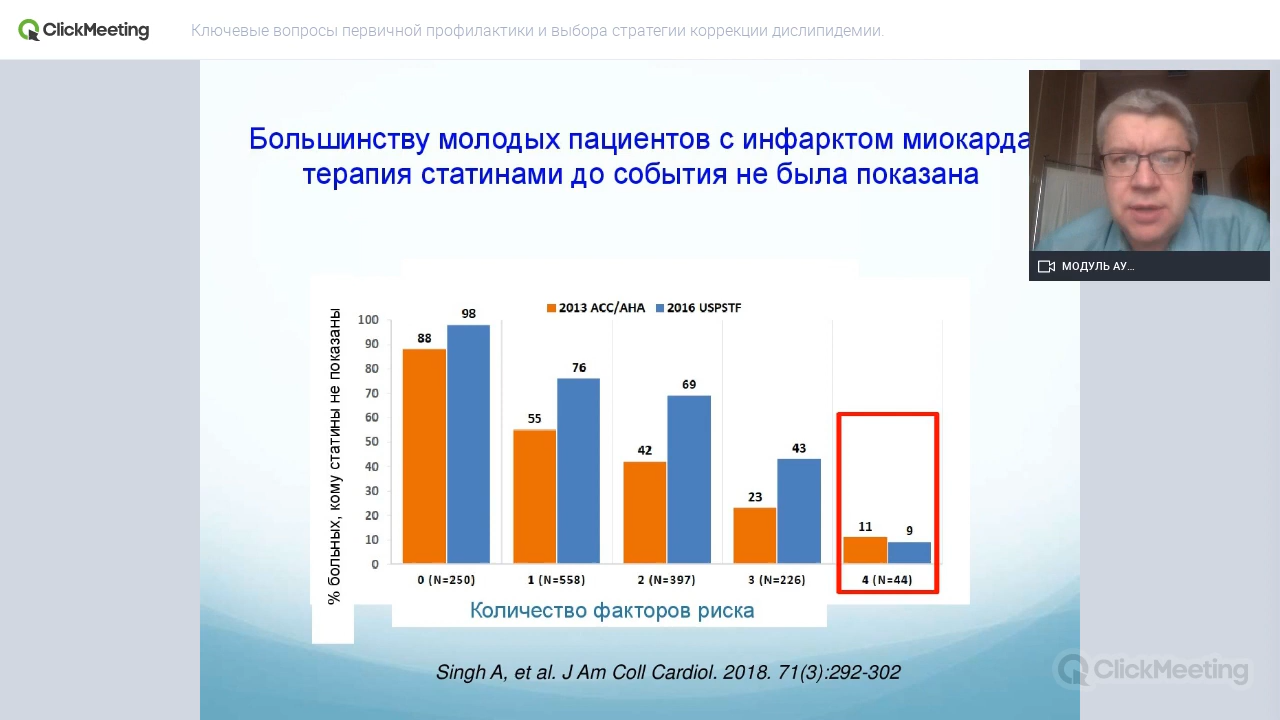 ClickMeeting
Ключевые вопросы первичной профилактики и выбора стратегии коррекции дислипидемии.
Большинству молодых пациентов с инфарктом миокарда
терапия статинами до события не была показана
МОДУЛЬ АУ...
2013 ACC/AHA 2016 USPSTF
% больных, кому статины не показаны
100
90
80
70
60
50
40
30
20
10
0
88
98
55
76
42
69
23
43
11
9
0 (N=250)
1 (N=558)
2 (N=397)
3 (N=226)
4 (N=44)
Количество факторов риска
Singh A, et al. J Am Coll Cardiol. 2018. 71(3):292-302
ClickMeeting